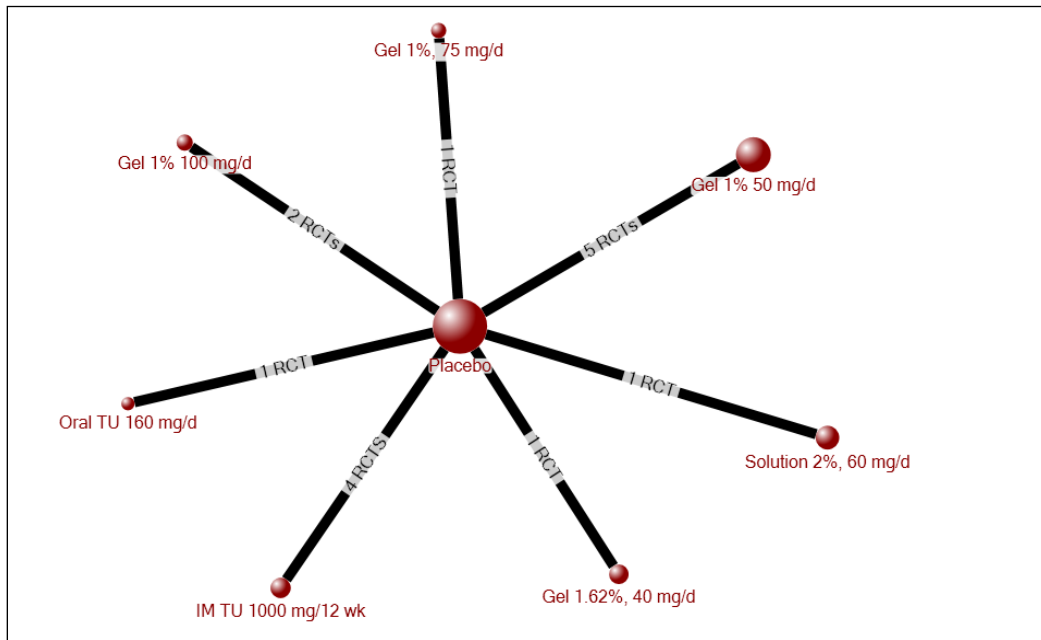 Gel 1%, 75 mg/d
Gel 1% 100 mg/d
Gel 1% 50 mg/d
1 RCT
2 RCTs
5 RCTs
Placebo
1 RCT
1 RCT
Oral TU 160 mg/d
4 RCTS
1 RCT
Solution 2%, 60 mg/d
IM TU 1000 mg/12 wk
Gel 1.62%, 40 mg/d